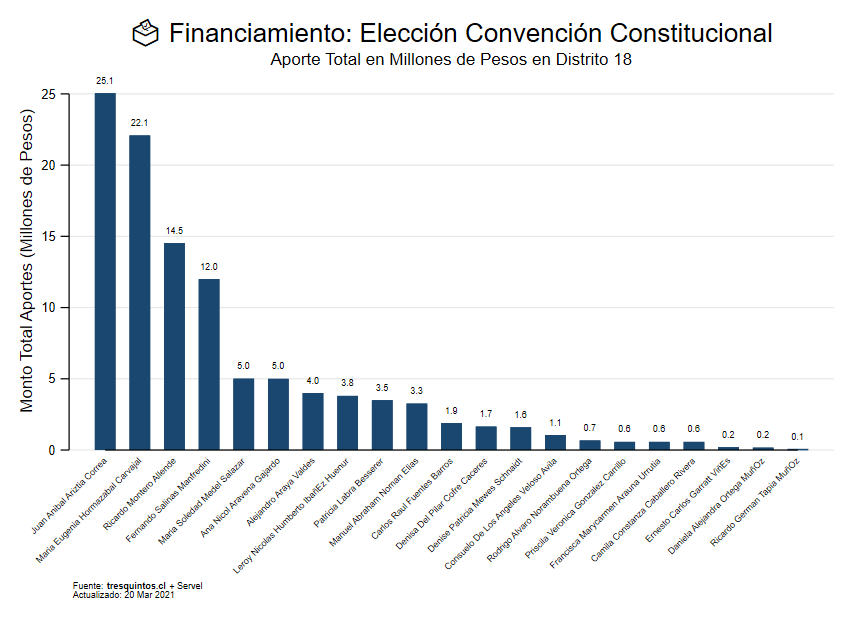 Financiamiento: Elección Convención Constitucional
Aporte Total en Millones de Pesos en Distrito 18
Monto Total Aportes (Millones de Pesos)
25
20
15
10
5
0
25.1
22.1
14.5
12.0
5.0
5.0
4.0
3.8
3.5
3.3
1.9
1.7
1.6
1.1
0.7
0.6
0.6
0.6
0.2
0.2
0.1
Juan Anibal Anztia Correa
Maria Eugenia Hormazabal Carvajal
Ricardo Montero Allende
Fernando Salinas Manfredini
Maria Soledad Medel Salazar
Ana Nicol Aravena Gajardo
Alejandro Araya Valdes
Leroy Nicolas Humberto IbañEz Huenur
Patricia Labra Besserer
Manuel Abraham Noman Elias
Carlos Raul Fuentes Barros
Denisa Del Pilar Cofre Caceres
Denise Patricia Mewes Schnaidt
Consuelo De Los Angeles Veloso Avila
Rodrigo Alvaro Norambuena Ortega
Priscila Veronica Gonzalez Carrillo
Francisca Marycarmen Arauna Urrutia
Camila Constanza Caballero Rivera
Ernesto Carlos Garratt ViñEs
Daniela Alejandra Ortega MuñOz
Ricardo German Tapia MuñOz
Fuente: tresquintos.cl + Servel
Actualizado: 20 Mar 2021